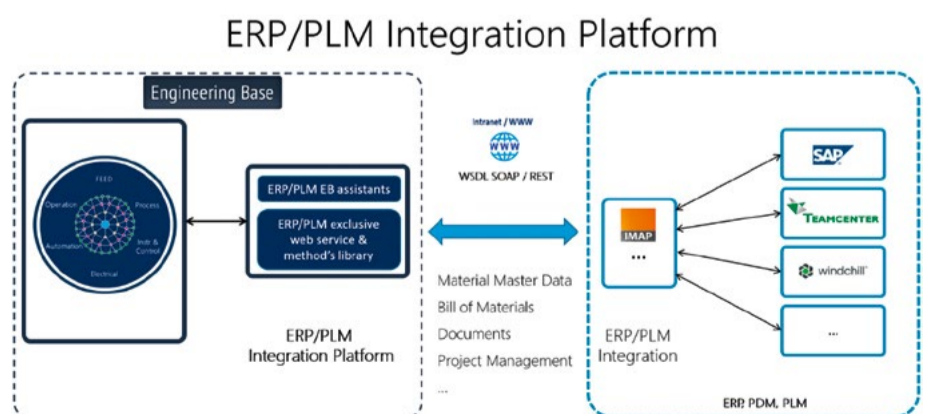 ERP/PLM Integration Platform
Engineering Base
FEED
Operation
Process
Automation
Instr &
Control
Electrical
ERP/PLM EB assistants
ERP/PLM exclusive
web service &
method's library
ERP/PLM
Integration Platform
Intranet / WWW
WWW
WSDL SOAP / REST
Material Master Data
Bill of Materials
Documents
Project Management
...
IMAP
...
ERP/PLM
Integration
SAP
TEAMCENTER
windchill
...
ERP, PDM, PLM